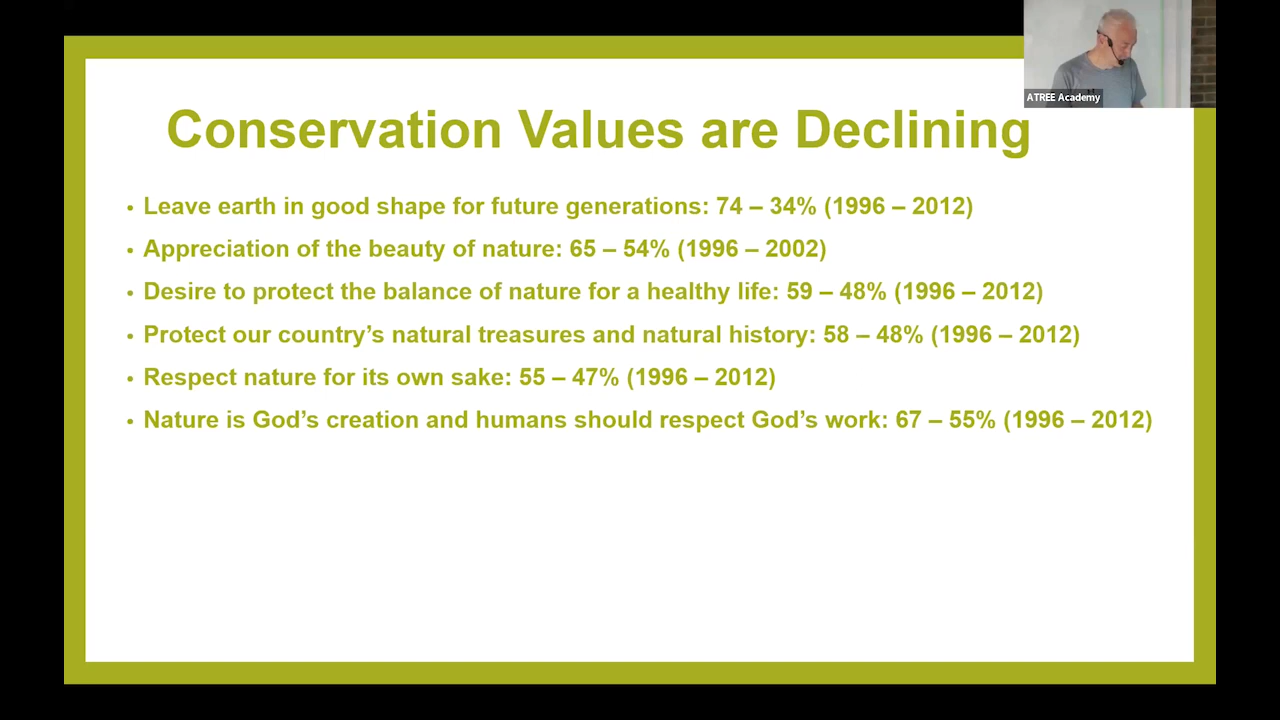 ATREE Academy
Conservation Values are Declining
• Leave earth in good shape for future generations: 74 – 34% (1996 – 2012)
• Appreciation of the beauty of nature: 65 – 54% (1996 – 2002)
• Desire to protect the balance of nature for a healthy life: 59 – 48% (1996 – 2012)
• Protect our country’s natural treasures and natural history: 58 – 48% (1996 – 2012)
• Respect nature for its own sake: 55 – 47% (1996 – 2012)
• Nature is God’s creation and humans should respect God’s work: 67 – 55% (1996 – 2012)